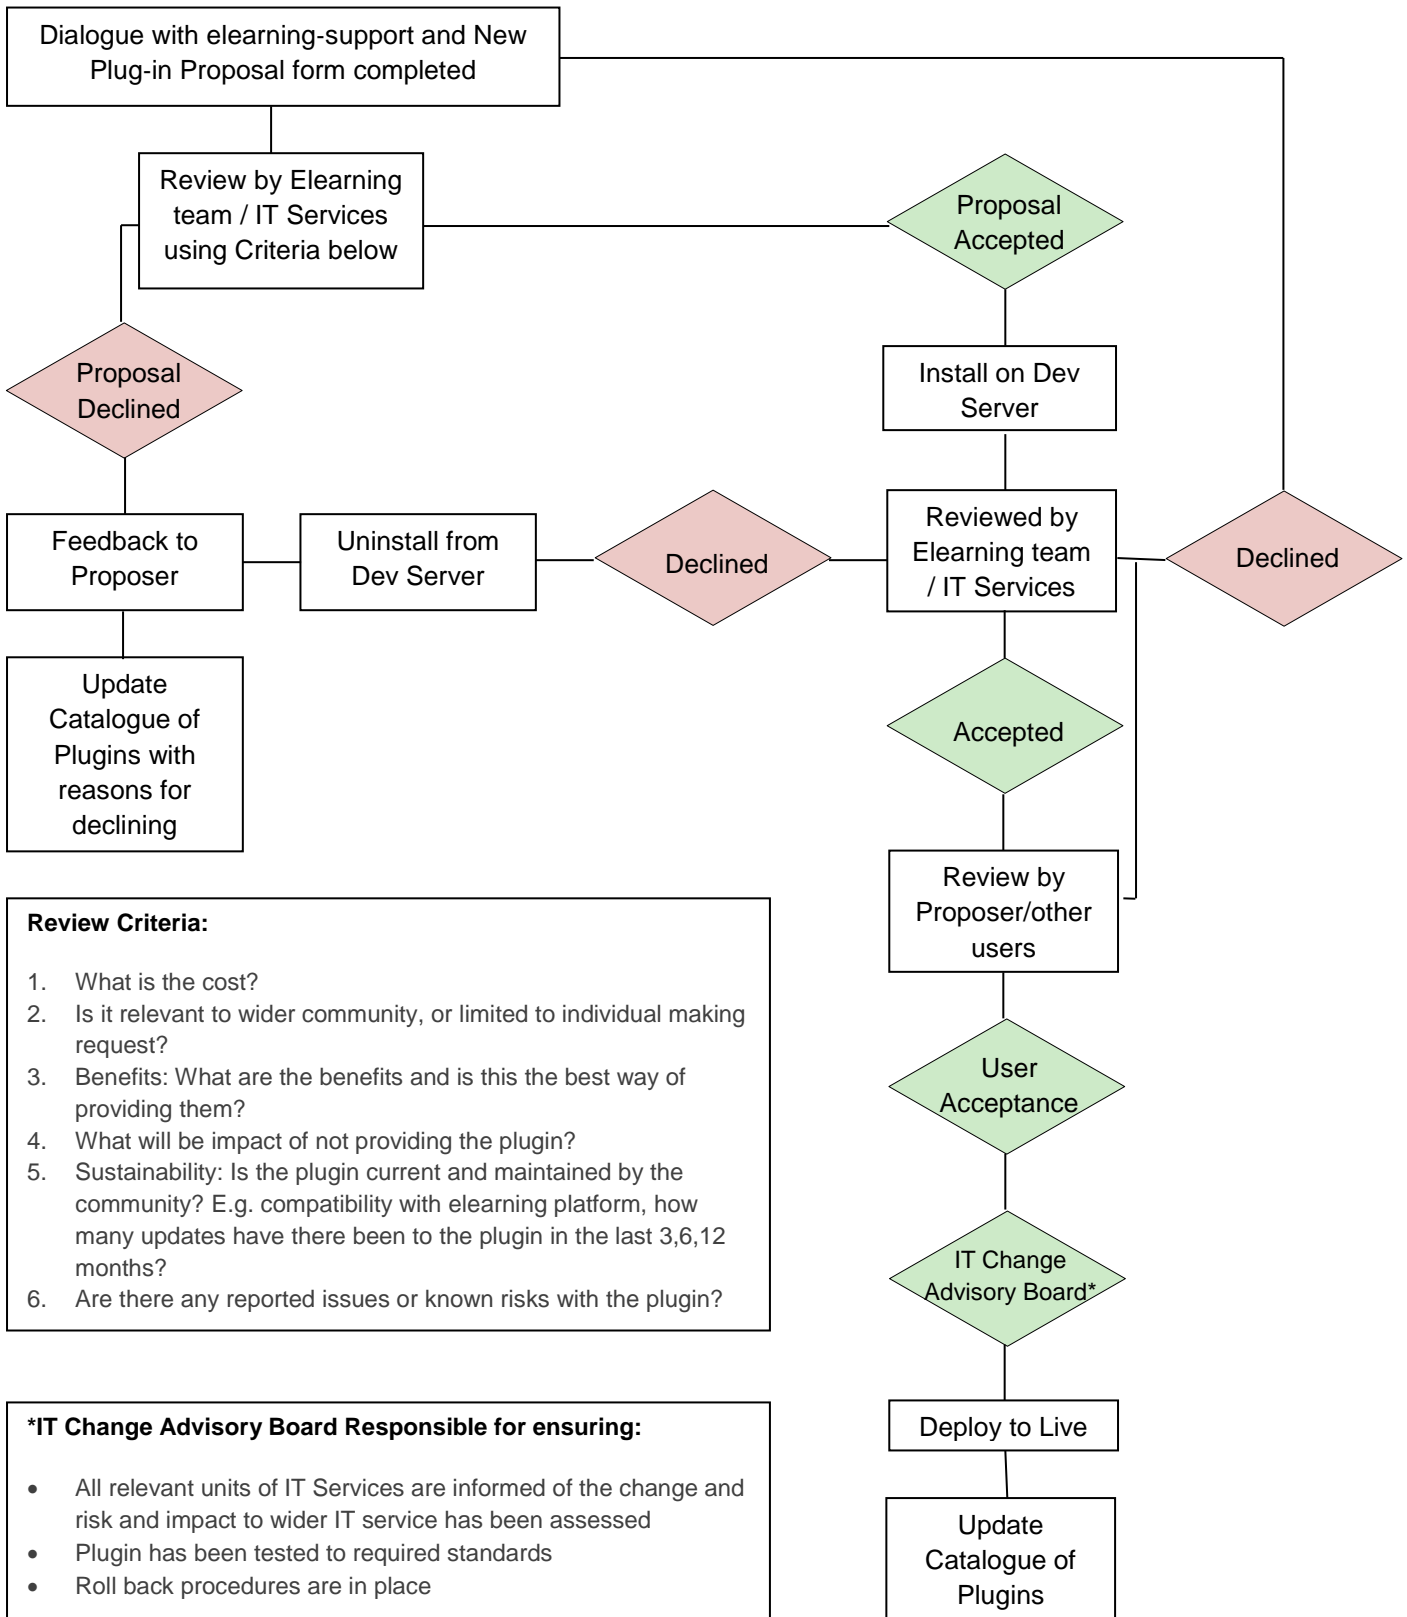 Dialogue with elearning-support and New
Plug-in Proposal form completed
Review by Elearning
team / IT Services
using Criteria below
Proposal
Accepted
Proposal
Declined
Install on Dev
Server
Feedback to
Proposer
Uninstall from
Dev Server
Declined
Reviewed by
Elearning team
/ IT Services
Declined
Update
Catalogue of
Plugins with
reasons for
declining
Accepted
Review by
Proposer/other
users
Review Criteria:
1. What is the cost?
2. Is it relevant to wider community, or limited to individual making
request?
3. Benefits: What are the benefits and is this the best way of
providing them?
4. What will be impact of not providing the plugin?
5. Sustainability: Is the plugin current and maintained by the
community? E.g. compatibility with elearning platform, how
many updates have there been to the plugin in the last 3,6,12
months?
6. Are there any reported issues or known risks with the plugin?
User
Acceptance
IT Change
Advisory Board*
*IT Change Advisory Board Responsible for ensuring:
• All relevant units of IT Services are informed of the change and
risk and impact to wider IT service has been assessed
• Plugin has been tested to required standards
• Roll back procedures are in place
Deploy to Live
Update
Catalogue of
Plugins